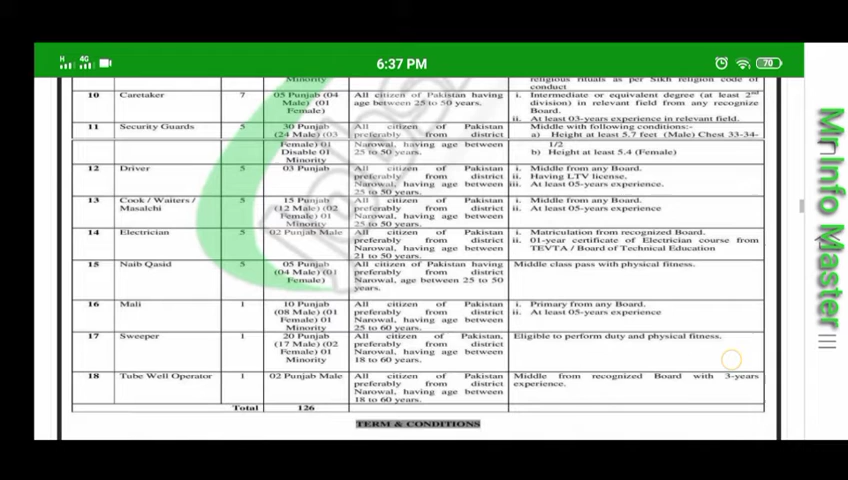 H 4G 6:37 PM 70
Minority religious rituals as per Sikh religion code of
conduct
10 Caretaker 7 05 Punjab (04 All citizen of Pakistan having i. Intermediate or equivalent degree (at least 2nd
Male) (01 age between 25 to 50 years. division) in relevant field from any recognize
Female) Board.
ii. At least 03-years experience in relevant field.
11 Security Guards 5 30 Punjab All citizen of Pakistan Middle with following conditions:-
(24 Male) (03 preferably from district a) Height at least 5.7 feet (Male) Chest 33-34-
Female) 01 Narowal, having age between 1/2
Disable 01 25 to 50 years. b) Height at least 5.4 (Female)
Minority
12 Driver 5 03 Punjab All citizen of Pakistan i. Middle from any Board.
preferably from district ii. Having LTV license.
Narowal, having age between iii. At least 05-years experience.
25 to 50 years.
13 Cook / Waiters / 5 15 Punjab All citizen of Pakistan i. Middle from any Board.
Masalchi (12 Male) (02 preferably from district ii. At least 05-years experience
Female) 01 Narowal, having age between
Minority 25 to 50 years.
14 Electrician 5 02 Punjab Male All citizen of Pakistan i. Matriculation from recognized Board.
preferably from district ii. 01-year certificate of Electrician course from
Narowal, having age between TEVTA / Board of Technical Education
21 to 50 years.
15 Naib Qasid 5 05 Punjab All citizen of Pakistan having Middle class pass with physical fitness.
(04 Male) (01 preferably from district
Female) Narowal, age between 25 to 50
years.
16 Mali 1 10 Punjab All citizen of Pakistan i. Primary from any Board.
(08 Male) (01 preferably from district ii. At least 05-years experience
Female) 01 Narowal, having age between
Minority 25 to 60 years.
17 Sweeper 1 20 Punjab All citizen of Pakistan, Eligible to perform duty and physical fitness.
(17 Male) (02 preferably from district
Female) 01 Narowal, having age between
Minority 18 to 60 years.
18 Tube Well Operator 1 02 Punjab Male All citizen of Pakistan Middle from recognized Board with 3-years
preferably from district experience.
Narowal, having age between
18 to 60 years.
Total 126
TERM & CONDITIONS
Mr.Info Master